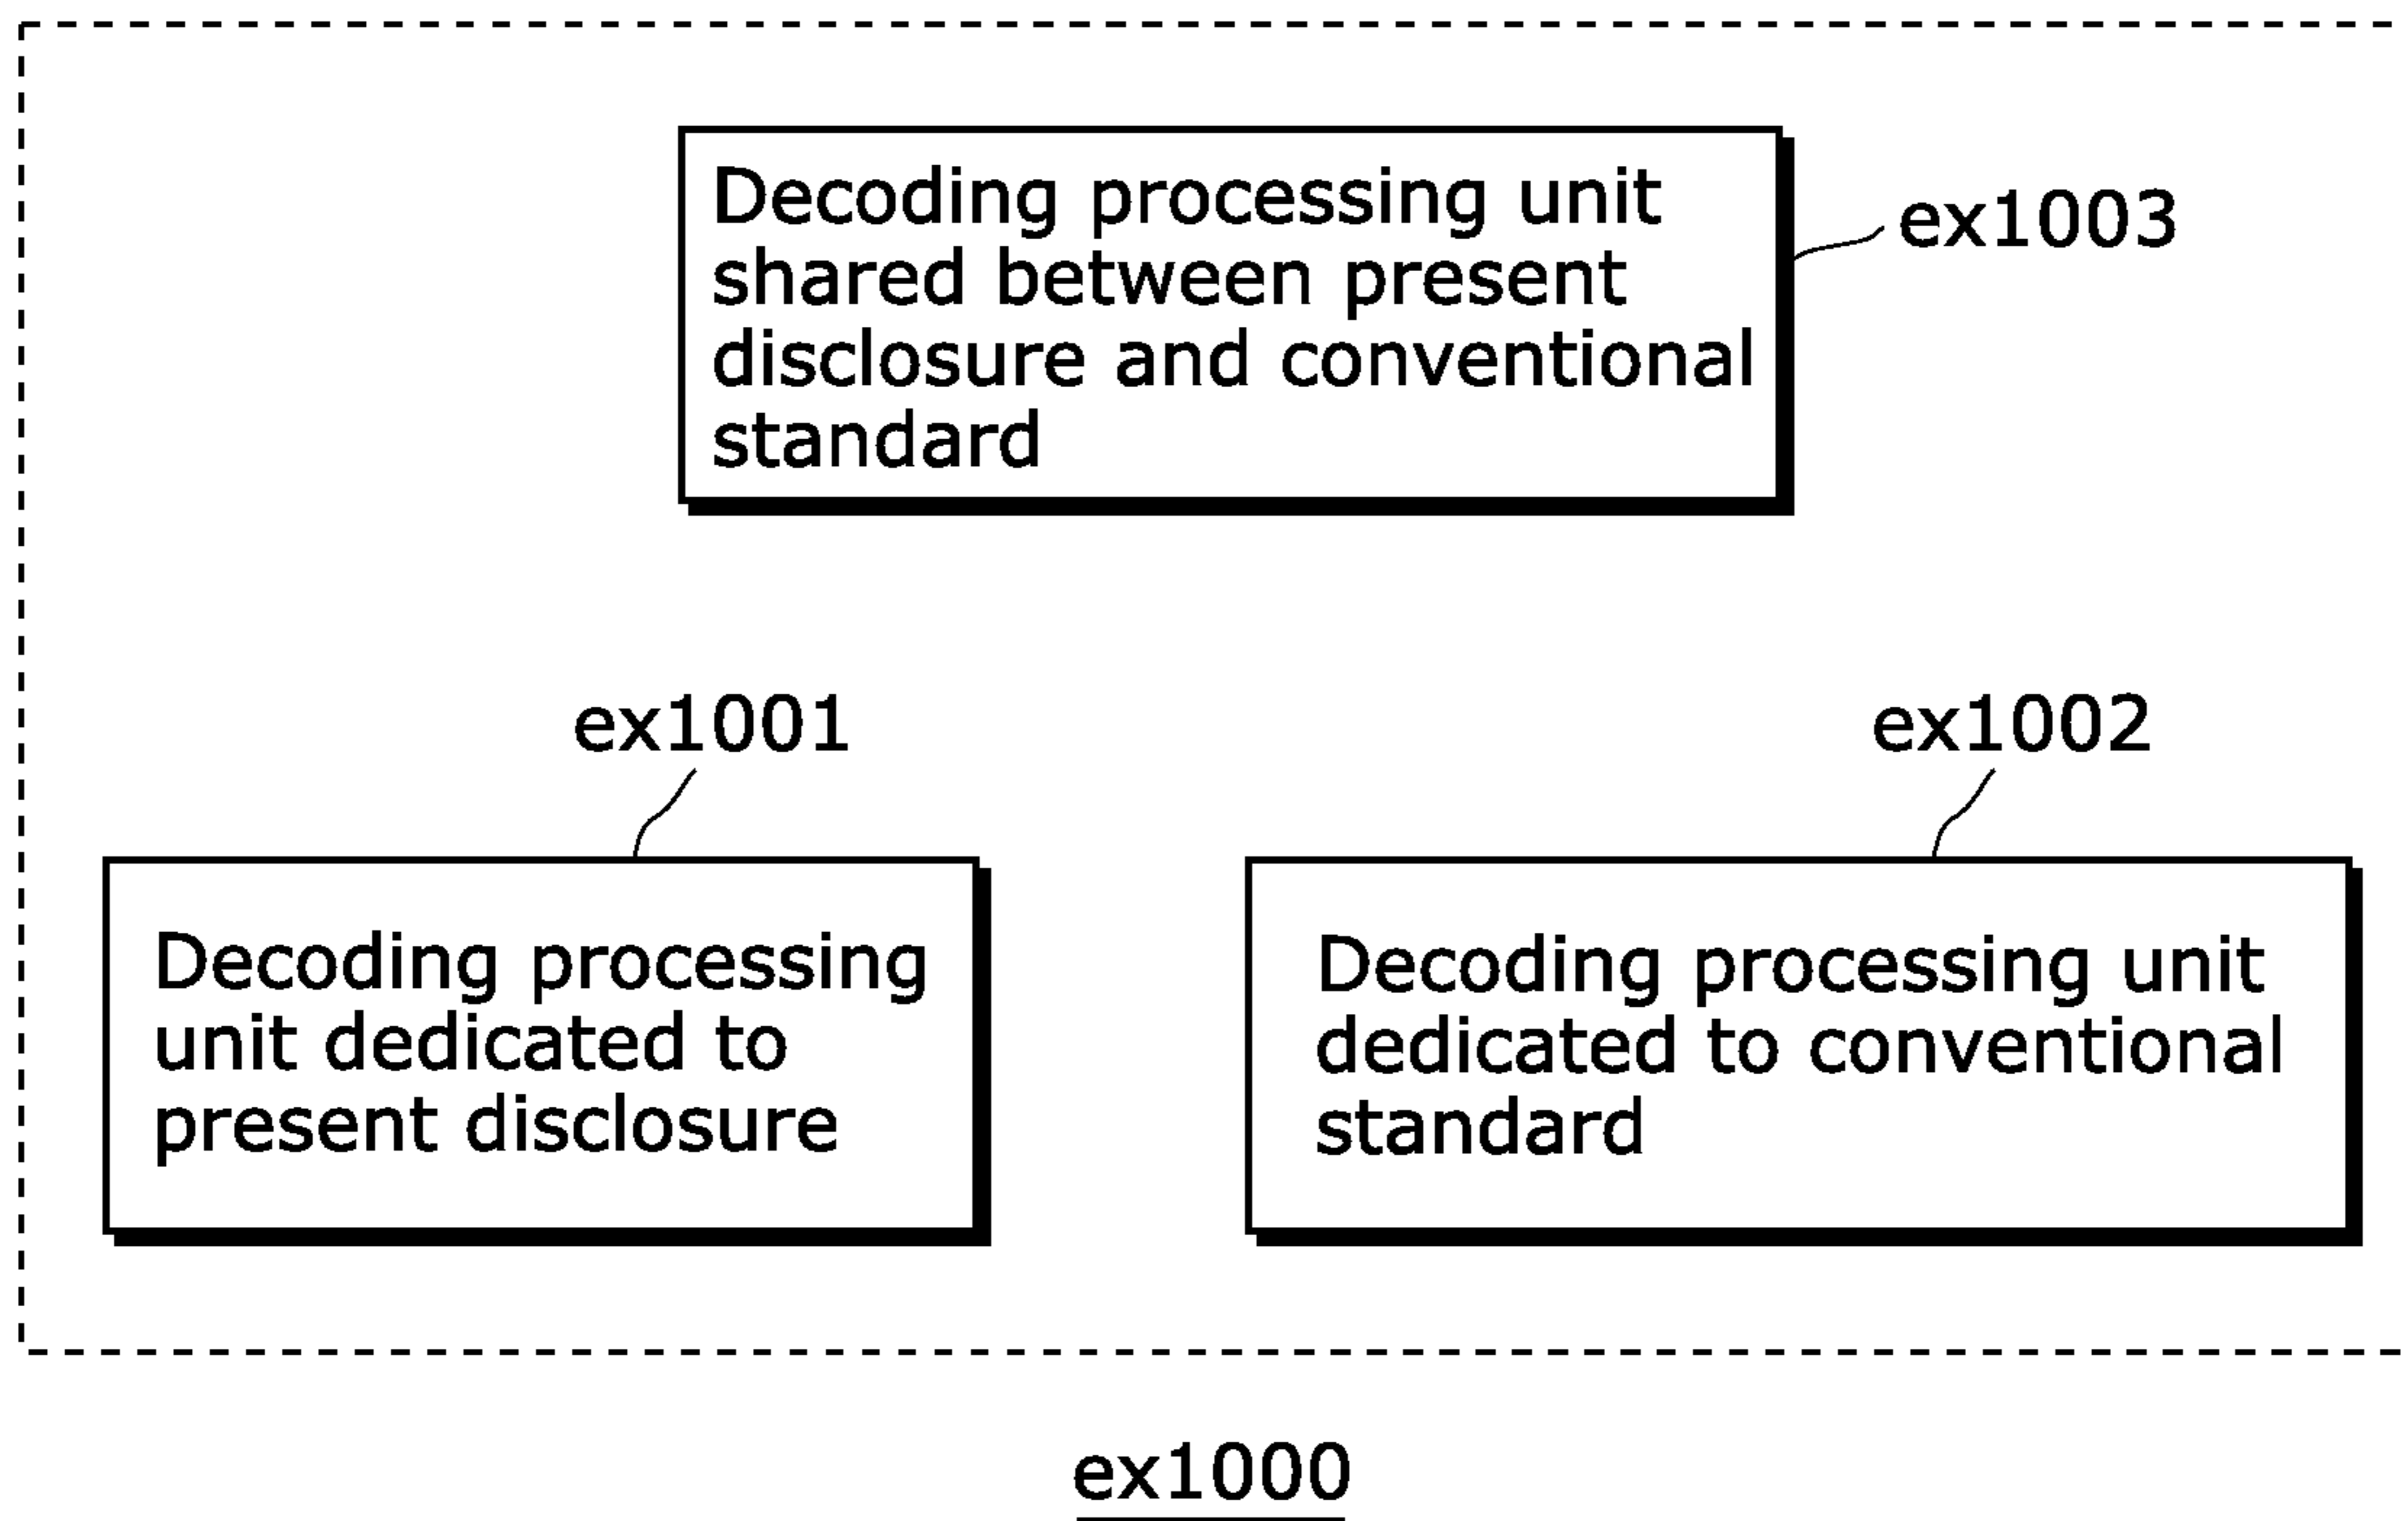 Decoding processing unit
shared between present
disclosure and conventional
standard
ex1003
ex1001
ex1002
Decoding processing
unit dedicated to
present disclosure
Decoding processing unit
dedicated to conventional
standard
ex1000